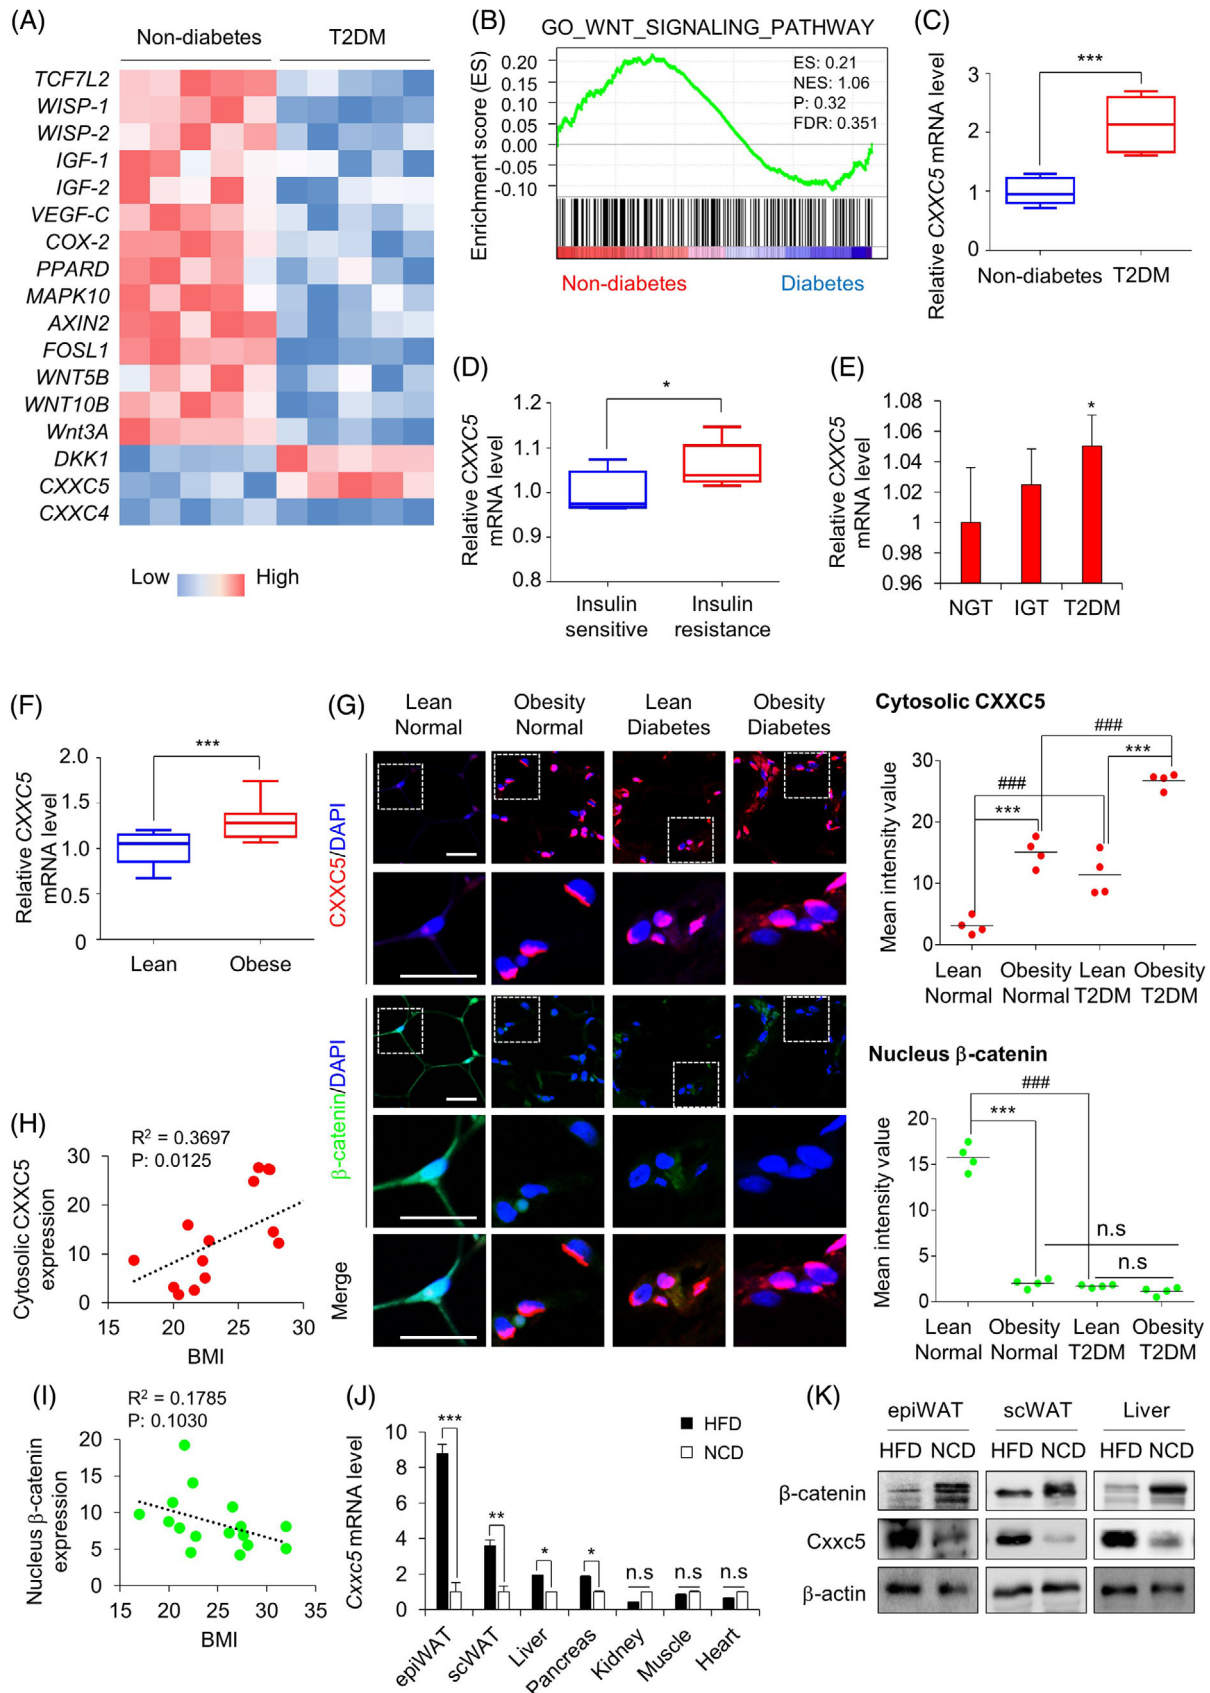 (A)
Non-diabetes T2DM
TCF7L2
WISP-1
WISP-2
IGF-1
IGF-2
VEGF-C
COX-2
PPARD
MAPK10
AXIN2
FOSL1
WNT5B
WNT10B
Wnt3A
DKK1
CXXC5
CXXC4
Low High
(B)
GO_WNT_SIGNALING_PATHWAY
Enrichment score (ES)
0.20
0.15
0.10
0.05
0.00
-0.05
-0.10
ES: 0.21
NES: 1.06
P: 0.32
FDR: 0.351
Non-diabetes Diabetes
(C)
Relative CXXC5 mRNA level
3
2
1
0
***
Non-diabetes T2DM
(D)
Relative CXXC5
mRNA level
1.2
1.1
1.0
0.9
0.8
*
Insulin Insulin
sensitive resistance
(E)
Relative CXXC5
mRNA level
1.08
1.06
1.04
1.02
1
0.98
0.96
*
NGT IGT T2DM
(F)
Relative CXXC5
mRNA level
2.0
1.5
1.0
0.5
0
***
Lean Obese
(G)
Lean Obesity Lean Obesity
Normal Normal Diabetes Diabetes
CXXC5/DAPI
β-catenin/DAPI
Merge
Cytosolic CXXC5
Mean intensity value
30
20
10
0
###
***
###
***
Lean Obesity Lean Obesity
Normal Normal T2DM T2DM
Nucleus β-catenin
Mean intensity value
20
15
10
5
0
###
***
n.s
n.s
Lean Obesity Lean Obesity
Normal Normal T2DM T2DM
(H)
R2 = 0.3697
P: 0.0125
Cytosolic CXXC5
expression
30
20
10
0
15 20 25 30
BMI
(I)
R2 = 0.1785
P: 0.1030
Nucleus β-catenin
expression
20
15
10
5
0
15 20 25 30 35
BMI
(J)
Cxxc5 mRNA level
10
8
6
4
2
0
HFD
NCD
*** ** * * n.s n.s n.s
epiWAT scWAT Liver Pancreas Kidney Muscle Heart
(K)
epiWAT scWAT Liver
HFD NCD HFD NCD HFD NCD
β-catenin
Cxxc5
β-actin